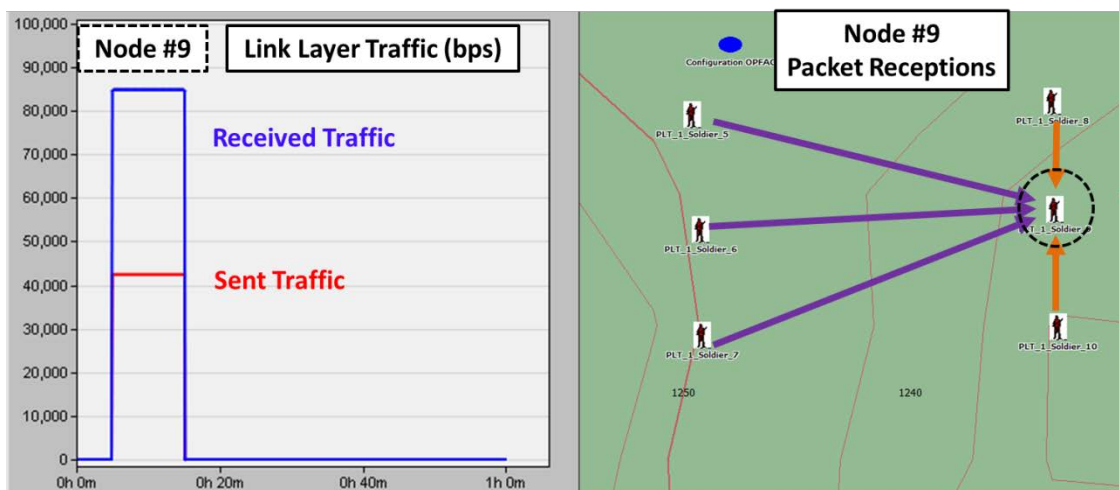 100,000
90,000
80,000
70,000
60,000
50,000
40,000
30,000
20,000
10,000
0
0h 0m
0h 20m
0h 40m
1h 0m
Node #9
Link Layer Traffic (bps)
Received Traffic
Sent Traffic
Node #9
Packet Receptions
Configuration OPFAC
PLT_1_Soldier_5
PLT_1_Soldier_8
PLT_1_Soldier_6
PLT_1_Soldier_7
PLT_1_Soldier_10
1250
1240